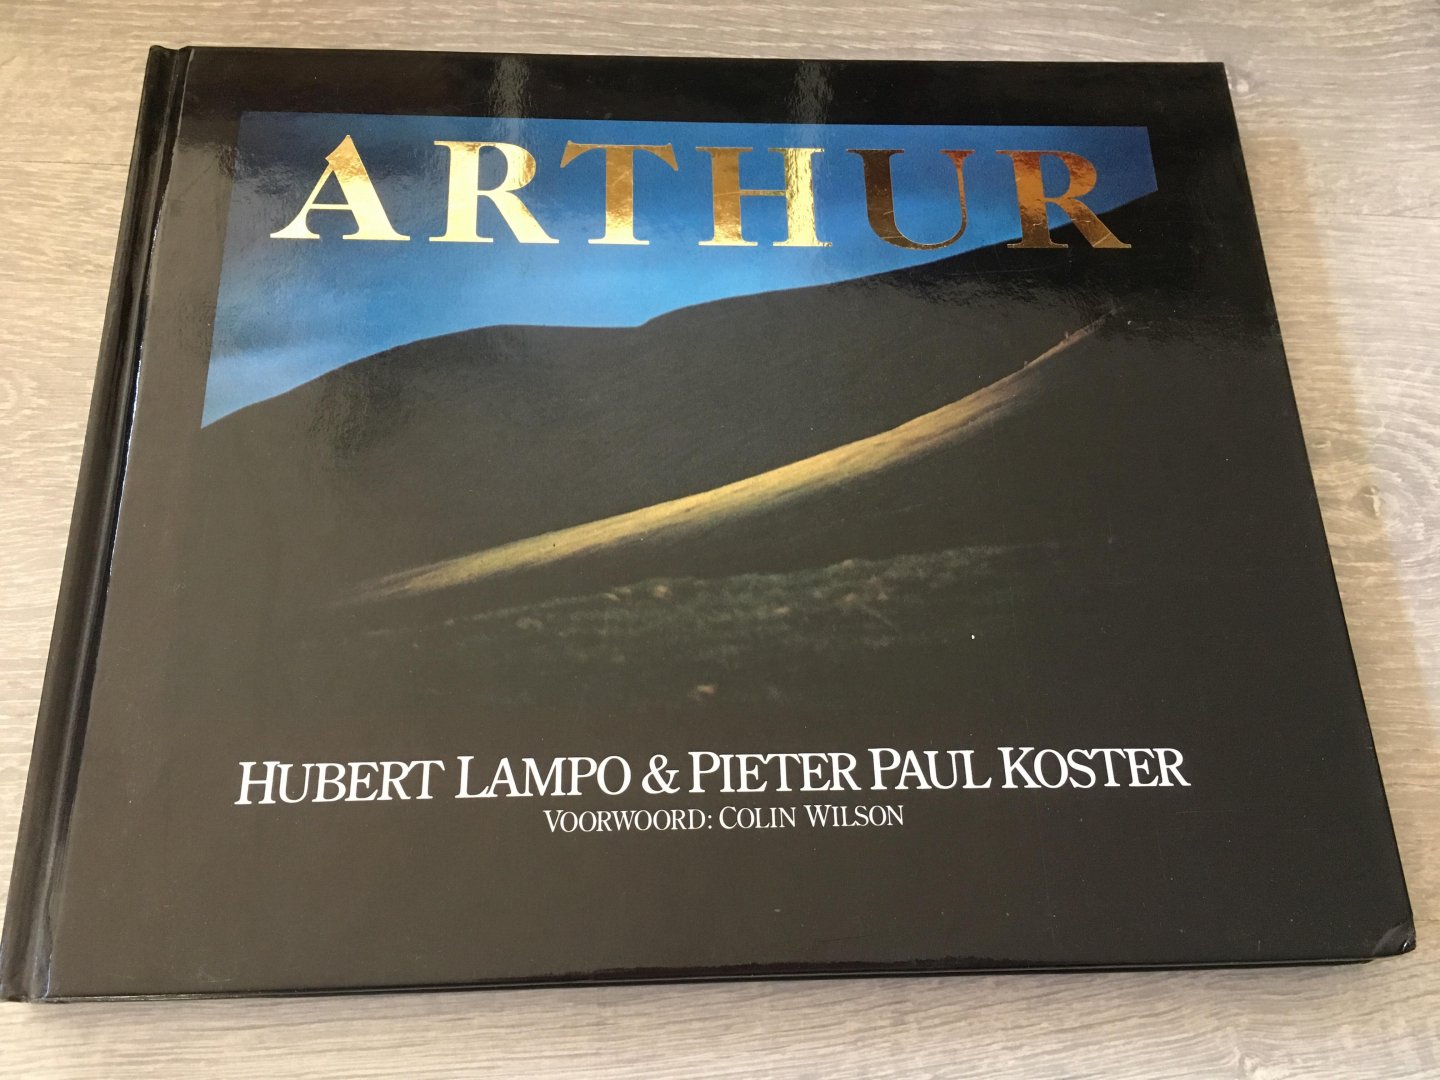 ARTHUR
HUBERT LAMPO & PIETER PAUL KOSTER
VOORWOORD: COLIN WILSON